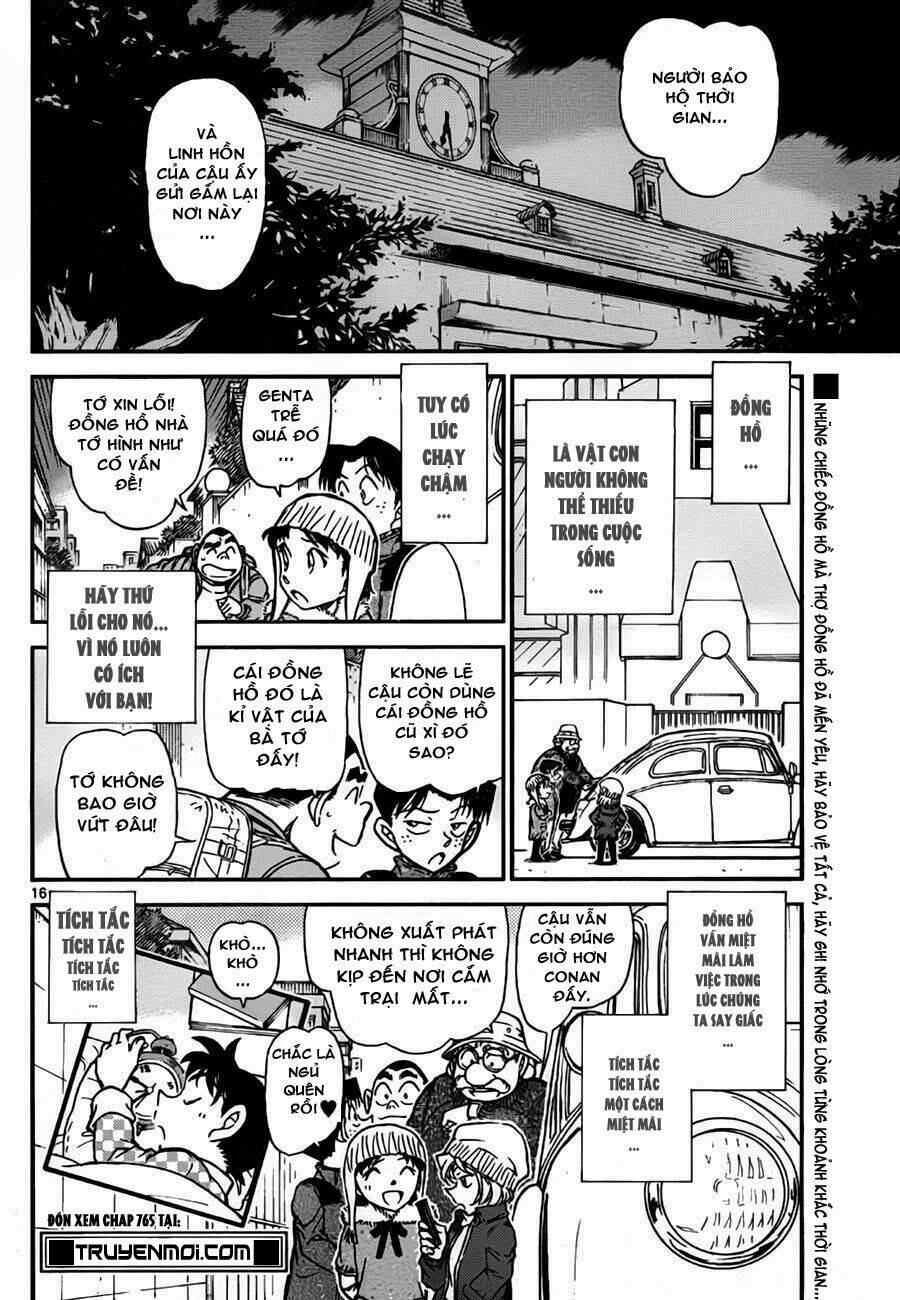 NGƯỜI BẢO
HỘ THỜI
GIAN...
VÀ
LINH HỒN
CỦA CẬU ẤY
GỬI GẮM LẠI
NƠI NÀY
...
ĐỒNG
HỒ
...
LÀ VẬT CON
NGƯỜI KHÔNG
THỂ THIẾU
TRONG CUỘC
SỐNG
...
TUY CÓ
LÚC
CHẠY
CHẬM
...
GENTA
TRỄ
QUÁ ĐÓ
...
TỚ XIN LỖI!
ĐỒNG HỒ NHÀ
TỚ HÌNH NHƯ
CÓ VẤN
ĐỀ!
HÃY THỨ
LỖI CHO NÓ...
VÌ NÓ LUÔN
CÓ ÍCH
VỚI BẠN!
KHÔNG LẼ
CẬU CÒN DÙNG
CÁI ĐỒNG HỒ
CŨ XÌ ĐÓ
SAO?
CÁI ĐỒNG
HỒ ĐÓ LÀ
KỈ VẬT CỦA
BÀ TỚ
ĐẤY!
TỚ KHÔNG
BAO GIỜ
VỨT ĐÂU!
16
ĐỒNG HỒ
VẪN MIỆT
MÀI LÀM
VIỆC TRONG
LÚC CHÚNG
TA SAY GIẤC
...
TÍCH TẮC
TÍCH TẮC
MỘT CÁCH
MIỆT MÀI
...
CẬU VẪN
CÒN ĐÚNG
GIỜ HƠN
CONAN
ĐẤY.
KHÔNG XUẤT PHÁT
NHANH THÌ KHÔNG
KỊP ĐẾN NƠI CẮM
TRẠI MẤT...
CHẮC LÀ
NGỦ
QUÊN
RỒI♥
KHÒ...
KHÒ
TÍCH TẮC
TÍCH TẮC
TÍCH TẮC
TÍCH TẮC
...
ĐÓN XEM CHAP 765 TẠI:
TRUYENMOI.COM
NHỮNG CHIẾC ĐỒNG HỒ MÀ THỢ ĐỒNG HỒ ĐÃ MẾN YÊU, HÃY BẢO VỆ TẤT CẢ, HÃY GHI NHỚ TRONG LÒNG TỪNG KHOẢNH KHẮC THỜI GIAN...